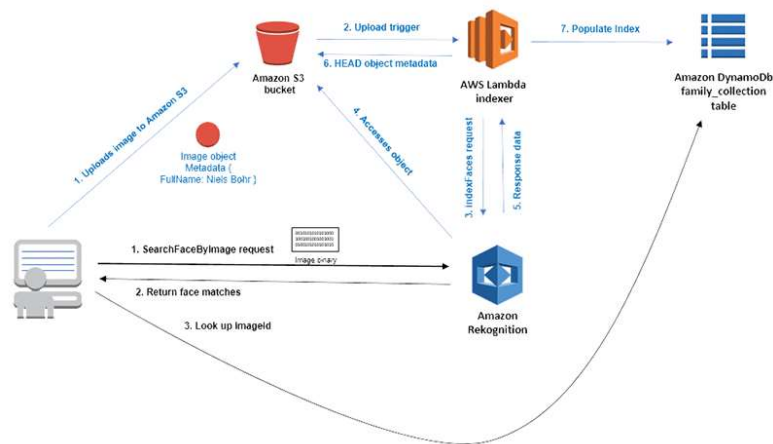 2. Upload trigger
7. Populate Index
6. HEAD object metadata
Amazon S3
bucket
AWS Lambda
indexer
Amazon DynamoDb
family_collection
table
1. Uploads image to Amazon S3
4. Accesses object
Image object
Metadata {
FullName: Niels Bohr }
3. IndexFaces request
5. Response data
1. SearchFaceByImage request
Image binary
2. Return face matches
Amazon
Rekognition
3. Look up ImageId